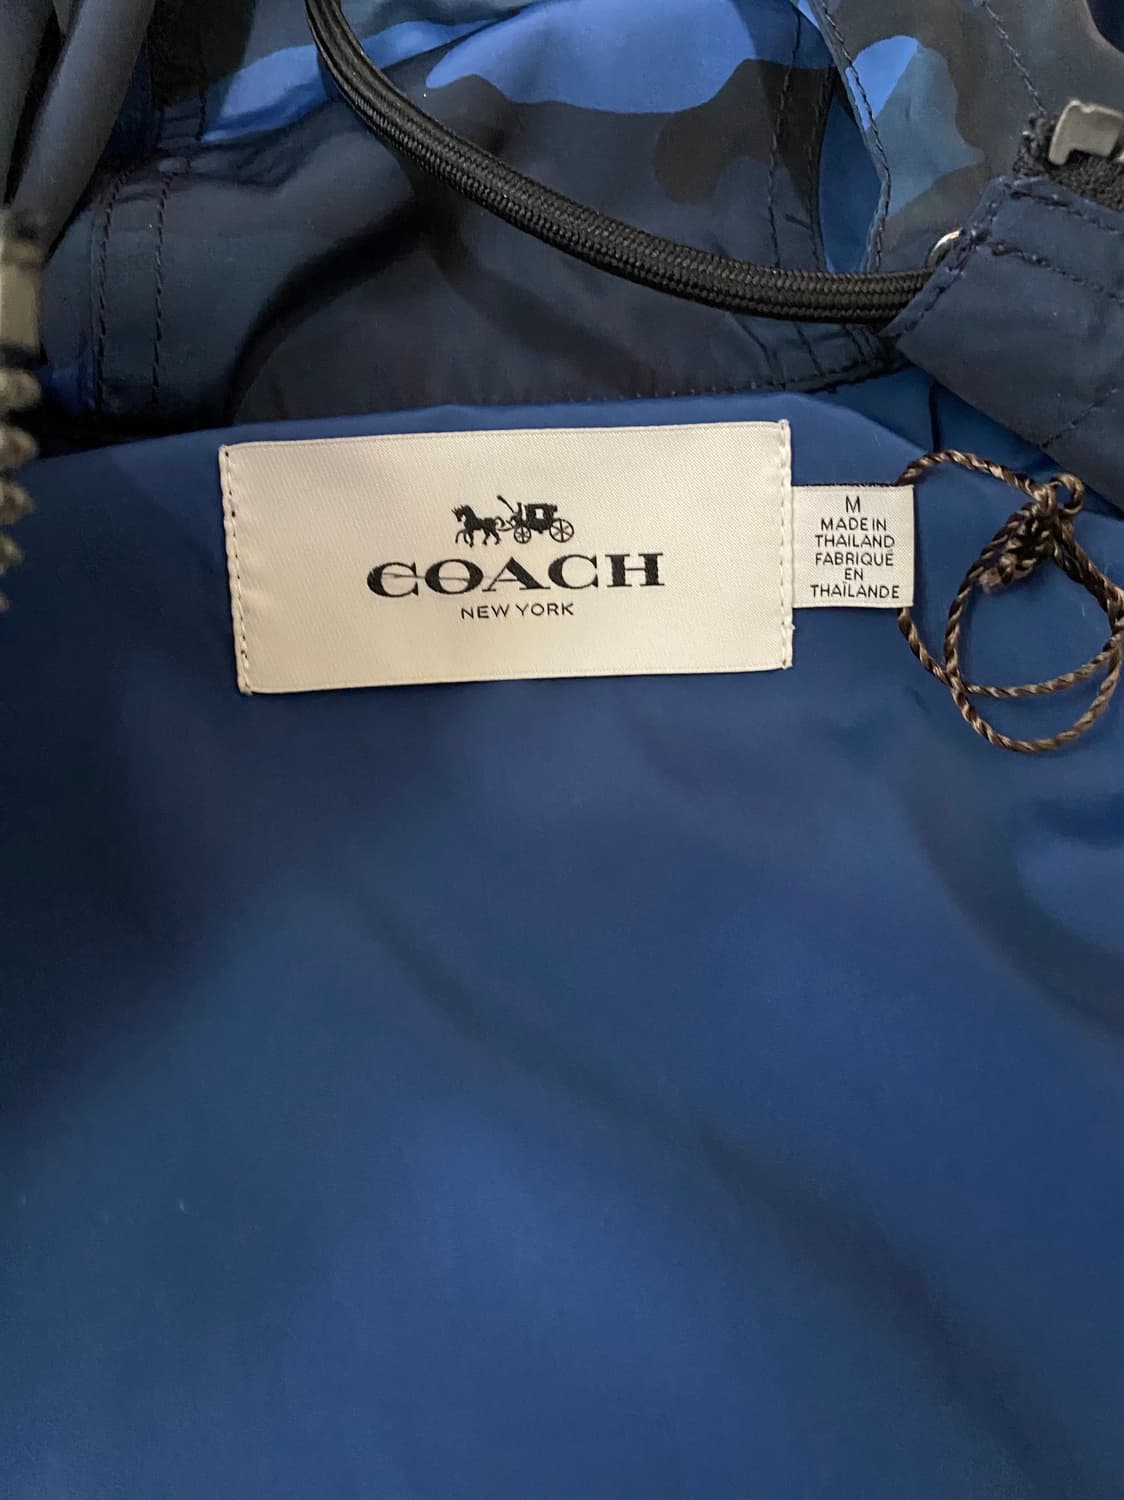 COACH
NEW YORK
M
MADE IN
THAILAND
FABRIQUÉ
EN
THAÏLANDE